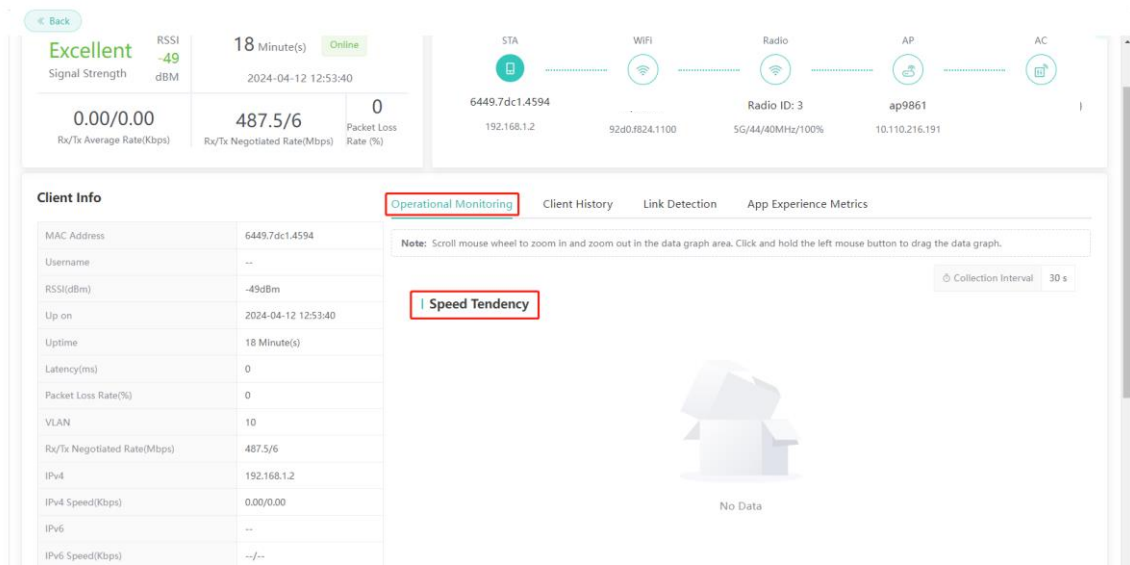 « Back
Excellent
RSSI
-49
dBM
Signal Strength
18 Minute(s)
Online
2024-04-12 12:53:40
0.00/0.00
Rx/Tx Average Rate(Kbps)
487.5/6
Rx/Tx Negotiated Rate(Mbps)
0
Packet Loss
Rate (%)
STA
WiFi
Radio
AP
AC
6449.7dc1.4594
Radio ID: 3
ap9861
192.168.1.2
92d0.f824.1100
5G/44/40MHz/100%
10.110.216.191
Client Info
Operational Monitoring
Client History
Link Detection
App Experience Metrics
MAC Address 6449.7dc1.4594
Username --
RSSI(dBm) -49dBm
Up on 2024-04-12 12:53:40
Uptime 18 Minute(s)
Latency(ms) 0
Packet Loss Rate(%) 0
VLAN 10
Rx/Tx Negotiated Rate(Mbps) 487.5/6
IPv4 192.168.1.2
IPv4 Speed(Kbps) 0.00/0.00
IPv6 --
IPv6 Speed(Kbps) --/--
Note: Scroll mouse wheel to zoom in and zoom out in the data graph area. Click and hold the left mouse button to drag the data graph.
Collection Interval 30 s
Speed Tendency
No Data